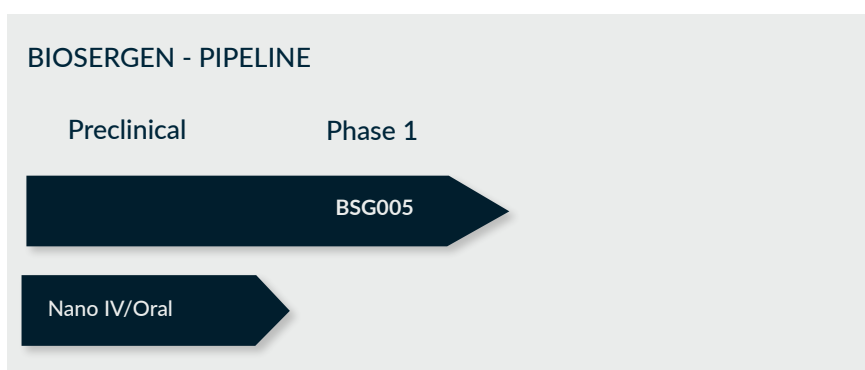 BIOSERGEN - PIPELINE
Preclinical Phase 1
BSG005
Nano IV/Oral